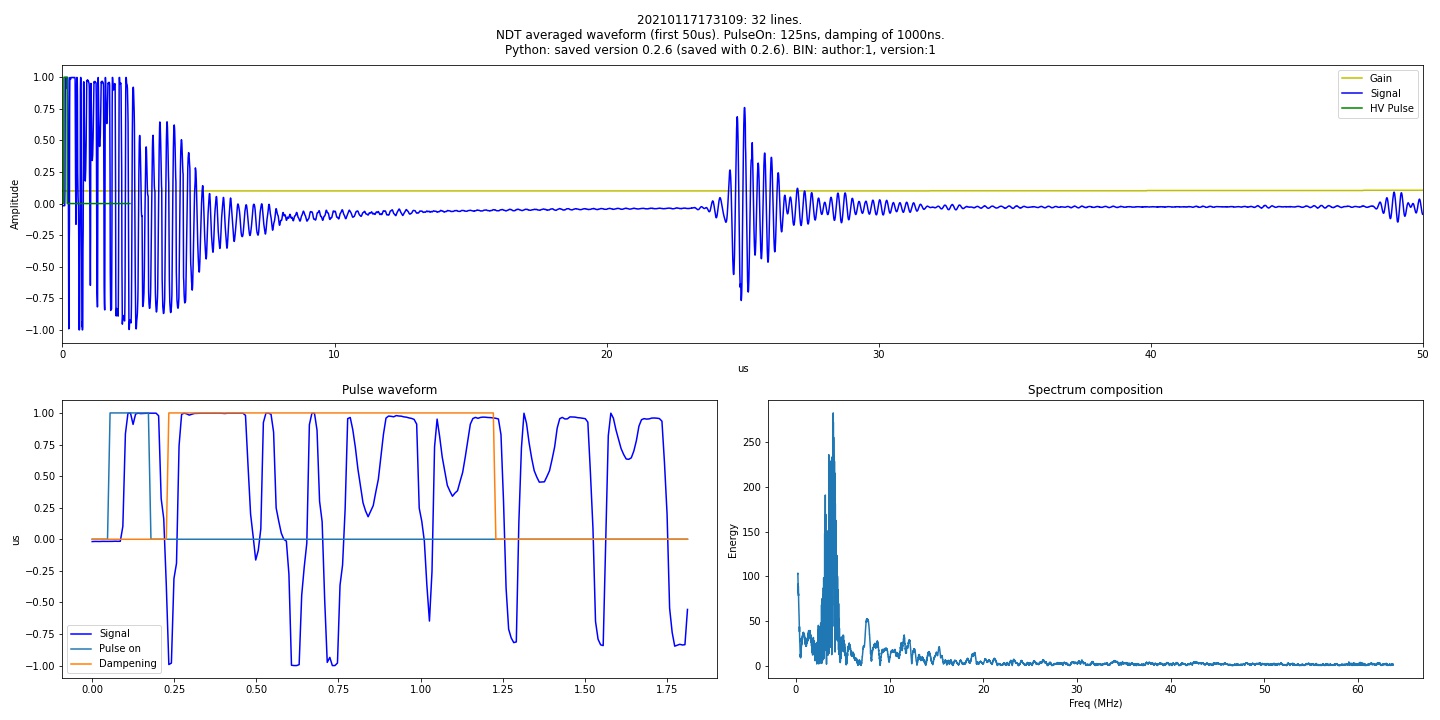 20210117173109: 32 lines.
NDT averaged waveform (first 50us). PulseOn: 125ns, damping of 1000ns.
Python: saved version 0.2.6 (saved with 0.2.6). BIN: author:1, version:1
Amplitude
1.00
0.75
0.50
0.25
0.00
−0.25
−0.50
−0.75
−1.00
Gain
Signal
HV Pulse
0 10 20 30 40 50
us
Pulse waveform
us
1.00
0.75
0.50
0.25
0.00
−0.25
−0.50
−0.75
−1.00
Signal
Pulse on
Dampening
0.00 0.25 0.50 0.75 1.00 1.25 1.50 1.75
Spectrum composition
Energy
250
200
150
100
50
0
0 10 20 30 40 50 60
Freq (MHz)